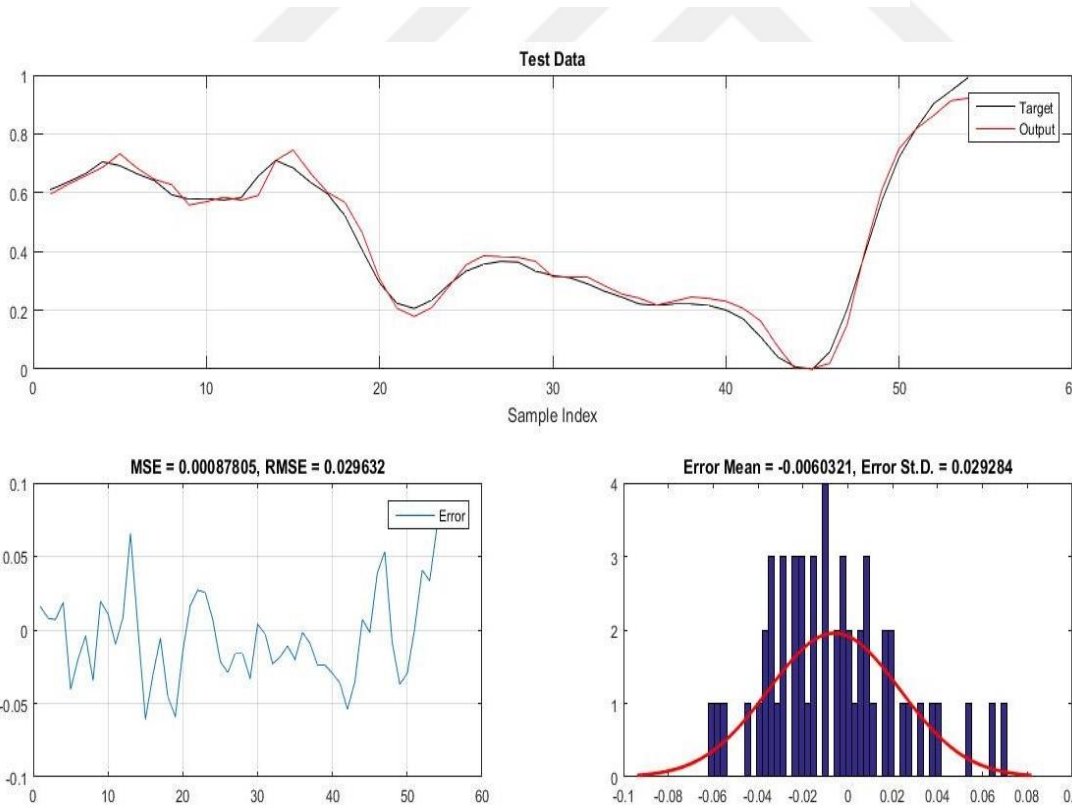 Test Data
1
0.8
0.6
0.4
0.2
0
0 10 20 30 40 50 6
Target
Output
Sample Index
MSE = 0.00087805, RMSE = 0.029632
0.1
0.05
0
-0.05
-0.1
0 10 20 30 40 50 60
Error
Error Mean = -0.0060321, Error St.D. = 0.029284
4
3
2
1
0
-0.1 -0.08 -0.06 -0.04 -0.02 0 0.02 0.04 0.06 0.08